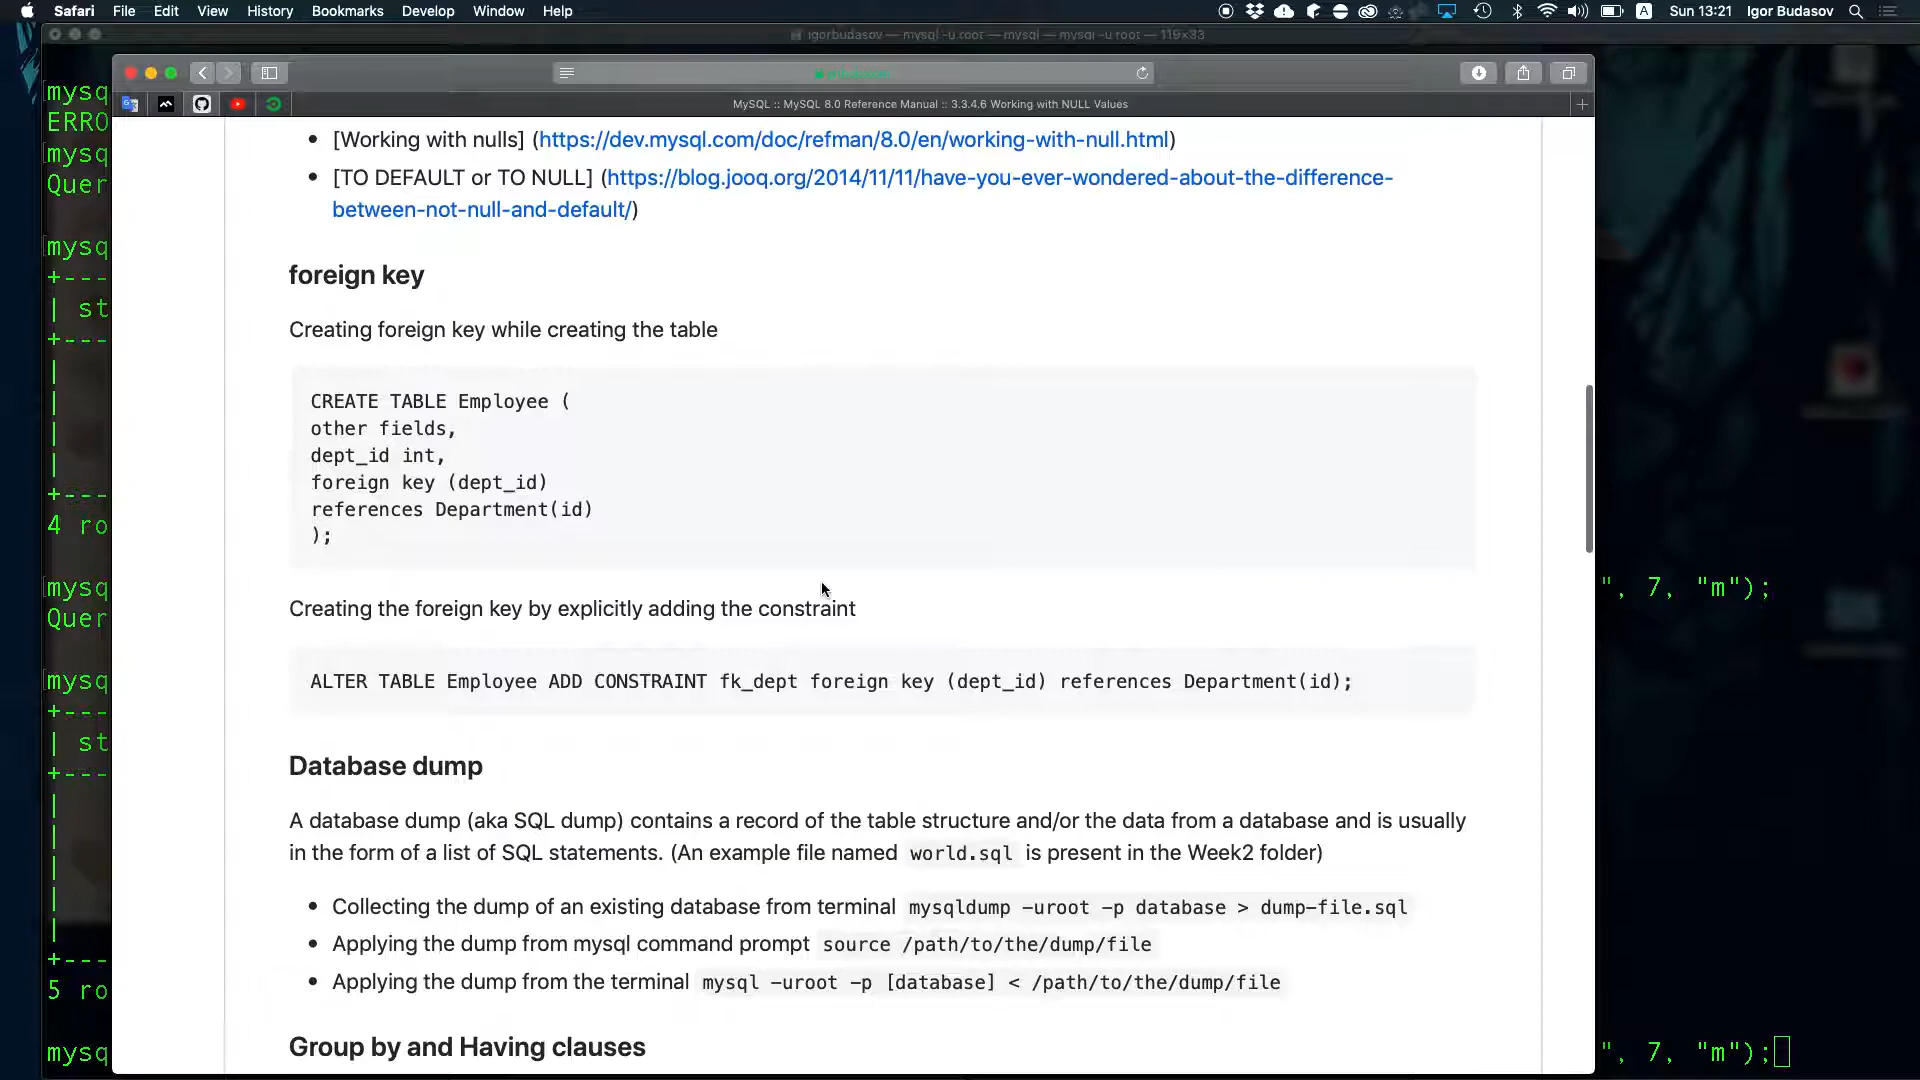 Safari File Edit View History Bookmarks Develop Window Help
A Sun 13:21 Igor Budasov
igorbudasov — mysql -u root — mysql — mysql -u root — 119×33
MySQL :: MySQL 8.0 Reference Manual :: 3.3.4.6 Working with NULL Values
mysq
ERRO
mysq
Quer
mysq
+---
| st
+---
|
|
|
|
+---
4 ro
mysq
Quer
mysq
+---
| st
+---
|
|
|
|
|
+---
5 ro
mysq
• [Working with nulls] (https://dev.mysql.com/doc/refman/8.0/en/working-with-null.html)
• [TO DEFAULT or TO NULL] (https://blog.jooq.org/2014/11/11/have-you-ever-wondered-about-the-difference-
between-not-null-and-default/)
foreign key
Creating foreign key while creating the table
CREATE TABLE Employee (
other fields,
dept_id int,
foreign key (dept_id)
references Department(id)
);
Creating the foreign key by explicitly adding the constraint
ALTER TABLE Employee ADD CONSTRAINT fk_dept foreign key (dept_id) references Department(id);
Database dump
A database dump (aka SQL dump) contains a record of the table structure and/or the data from a database and is usually
in the form of a list of SQL statements. (An example file named world.sql is present in the Week2 folder)
• Collecting the dump of an existing database from terminal mysqldump -uroot -p database > dump-file.sql
• Applying the dump from mysql command prompt source /path/to/the/dump/file
• Applying the dump from the terminal mysql -uroot -p [database] < /path/to/the/dump/file
Group by and Having clauses
", 7, "m");
", 7, "m");